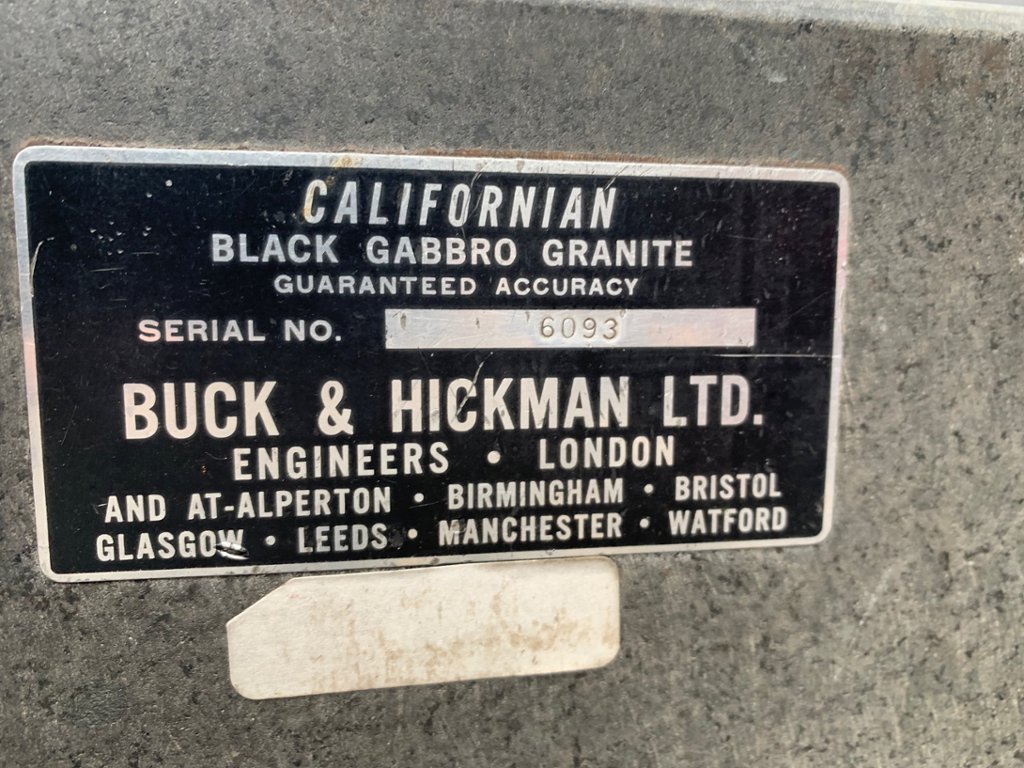 CALIFORNIAN
BLACK GABBRO GRANITE
GUARANTEED ACCURACY
SERIAL NO. 6093
BUCK & HICKMAN LTD.
ENGINEERS • LONDON
AND AT-ALPERTON • BIRMINGHAM • BRISTOL
GLASGOW • LEEDS • MANCHESTER • WATFORD